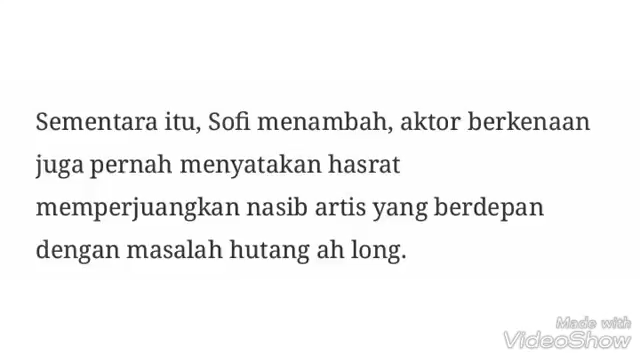 Sementara itu, Sofi menambah, aktor berkenaan
juga pernah menyatakan hasrat
memperjuangkan nasib artis yang berdepan
dengan masalah hutang ah long.
Made with
VideoShow